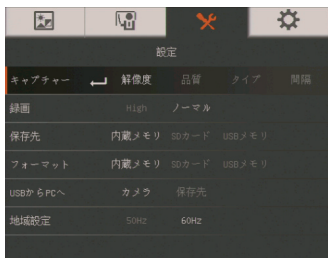 設定
キャプチャー 解像度 品質 タイプ 間隔
録画 High ノーマル
保存先 内蔵メモリ SDカード USBメモリ
フォーマット 内蔵メモリ SDカード USBメモリ
USBからPCへ カメラ 保存先
地域設定 50Hz 60Hz